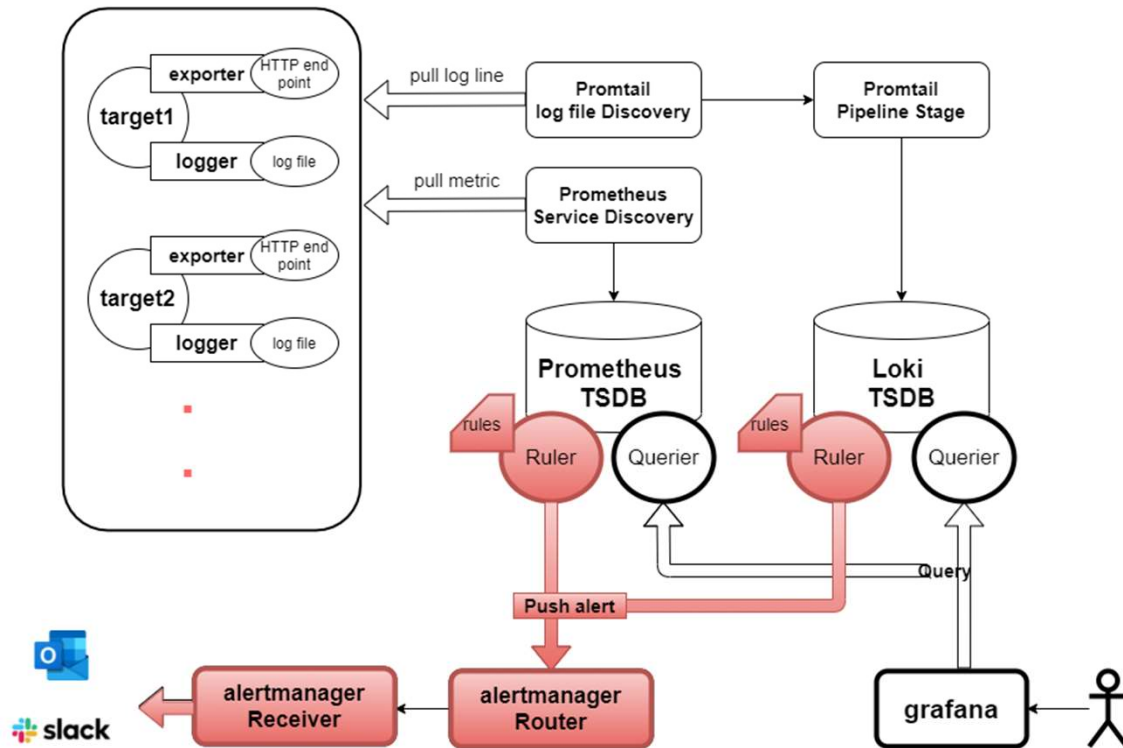 exporter
HTTP end
point
target1
logger
log file
exporter
HTTP end
point
target2
logger
log file
pull log line
Promtail
log file Discovery
Promtail
Pipeline Stage
pull metric
Prometheus
Service Discovery
Prometheus
TSDB
Loki
TSDB
rules
Ruler
Querier
rules
Ruler
Querier
Query
Push alert
O
slack
alertmanager
Receiver
alertmanager
Router
grafana